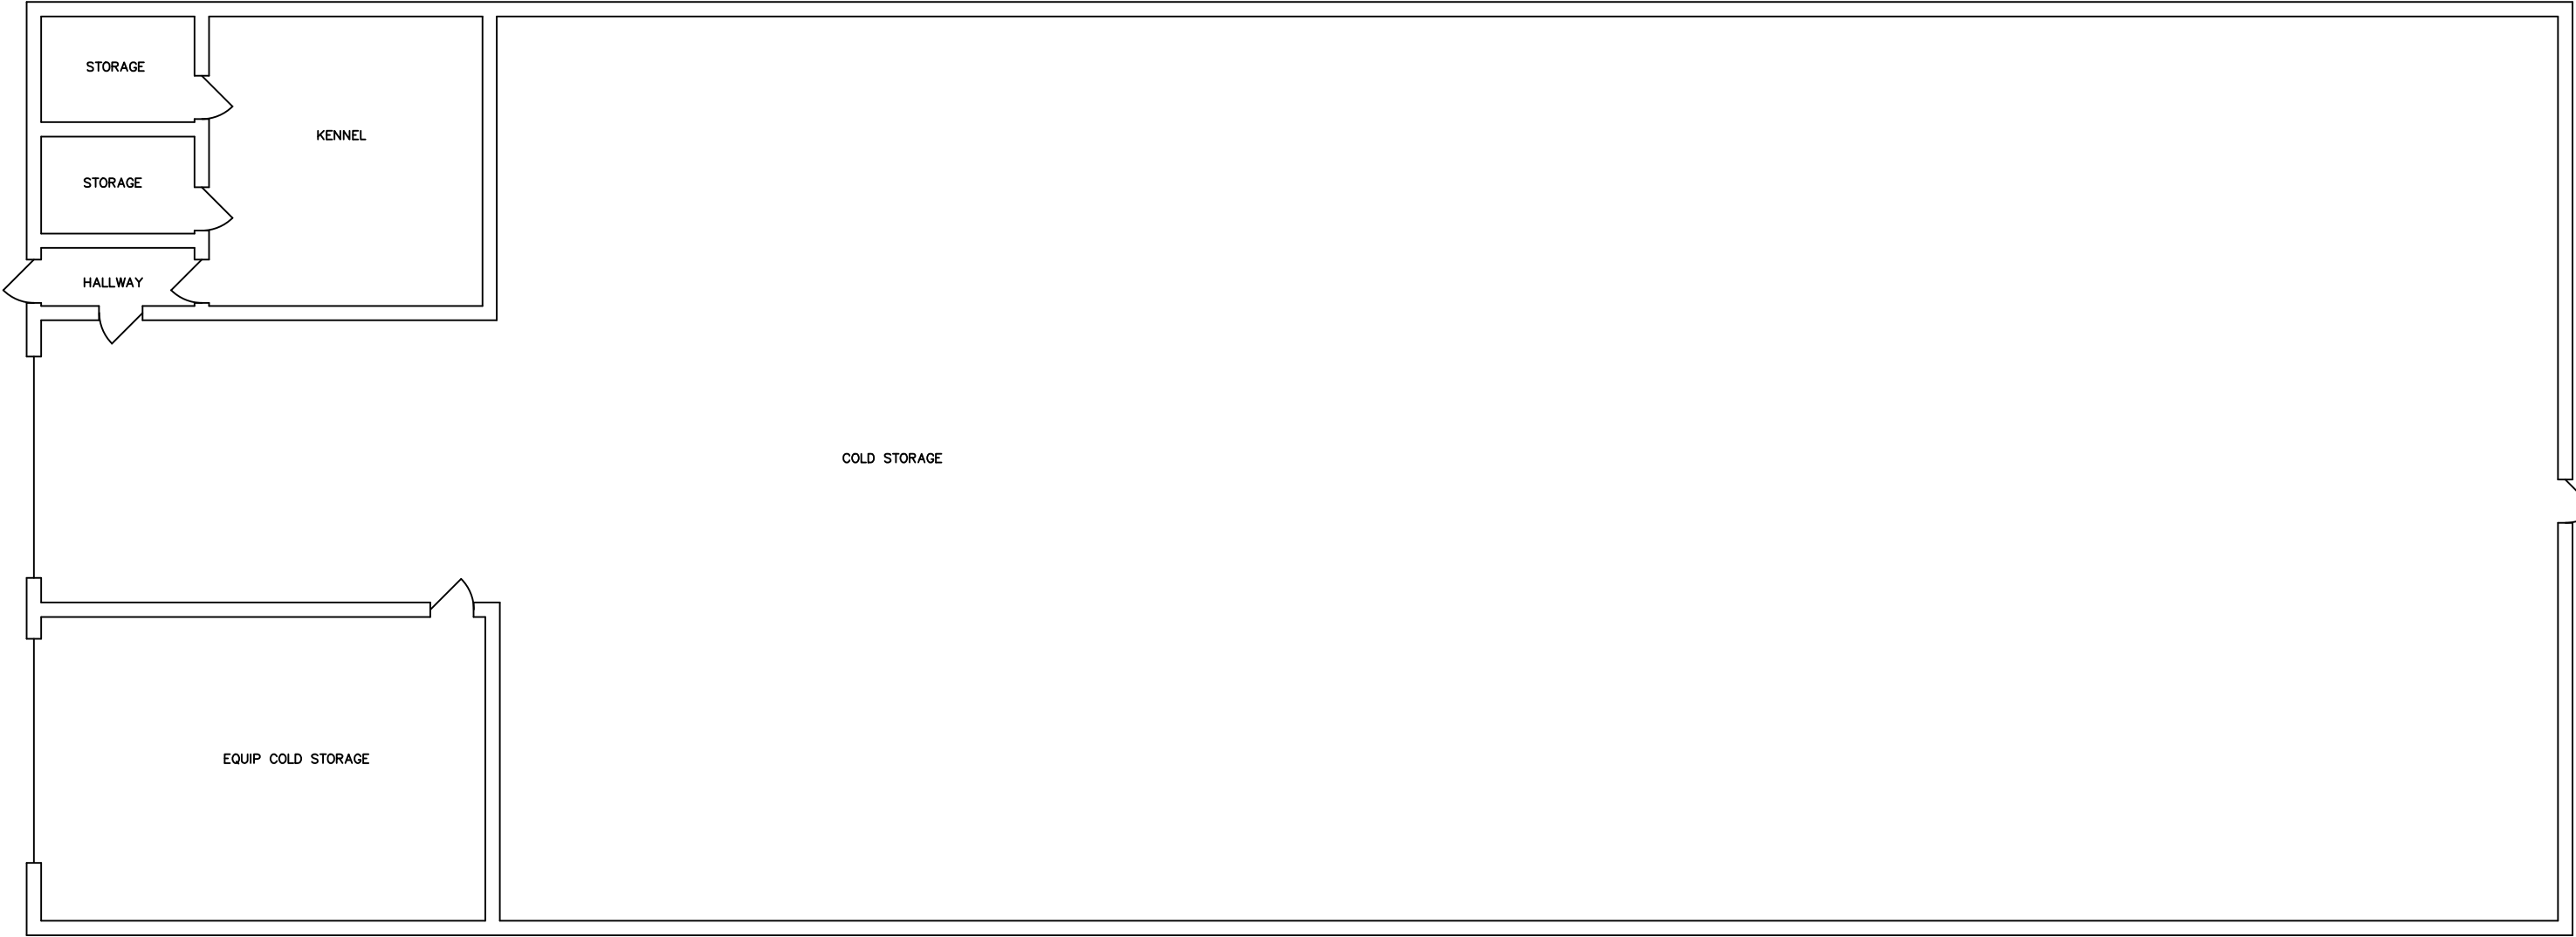 STORAGE
KENNEL
STORAGE
HALLWAY
COLD STORAGE
EQUIP COLD STORAGE